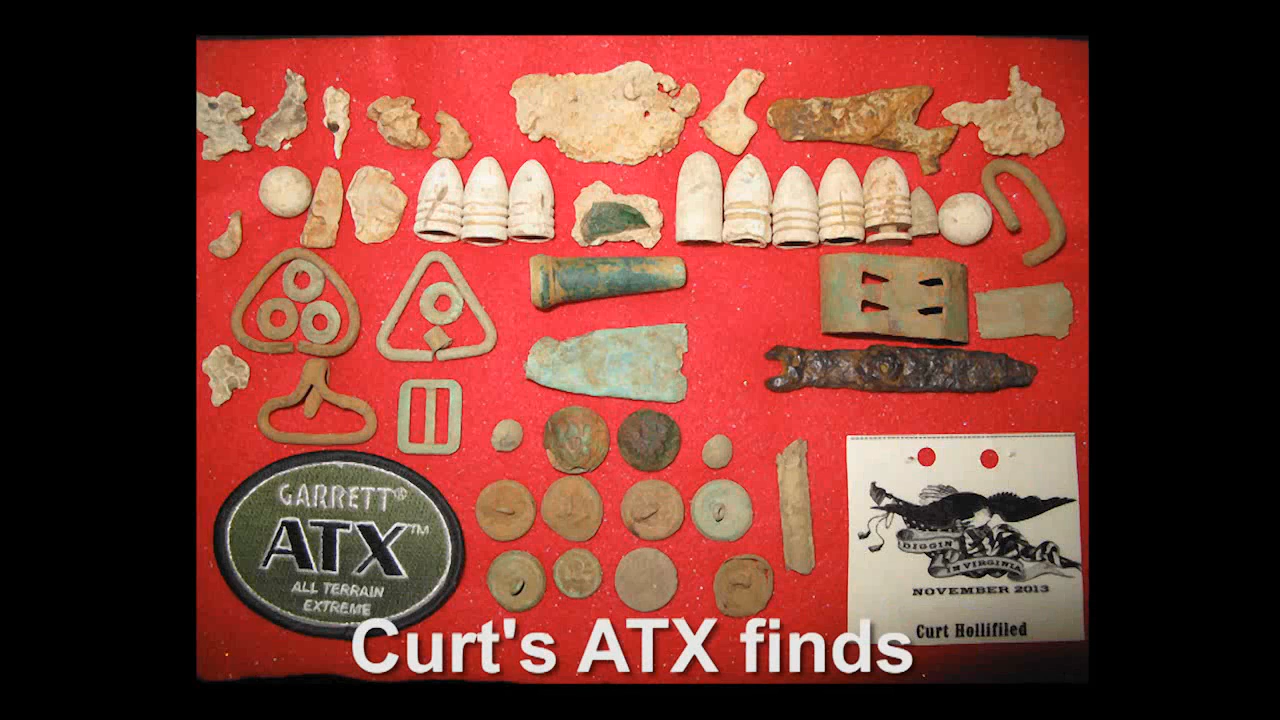 GARRETT®
ATX™
ALL TERRAIN
EXTREME
DIGGIN
IN VIRGINIA
NOVEMBER 2013
Curt Hollifiled
Curt's ATX finds